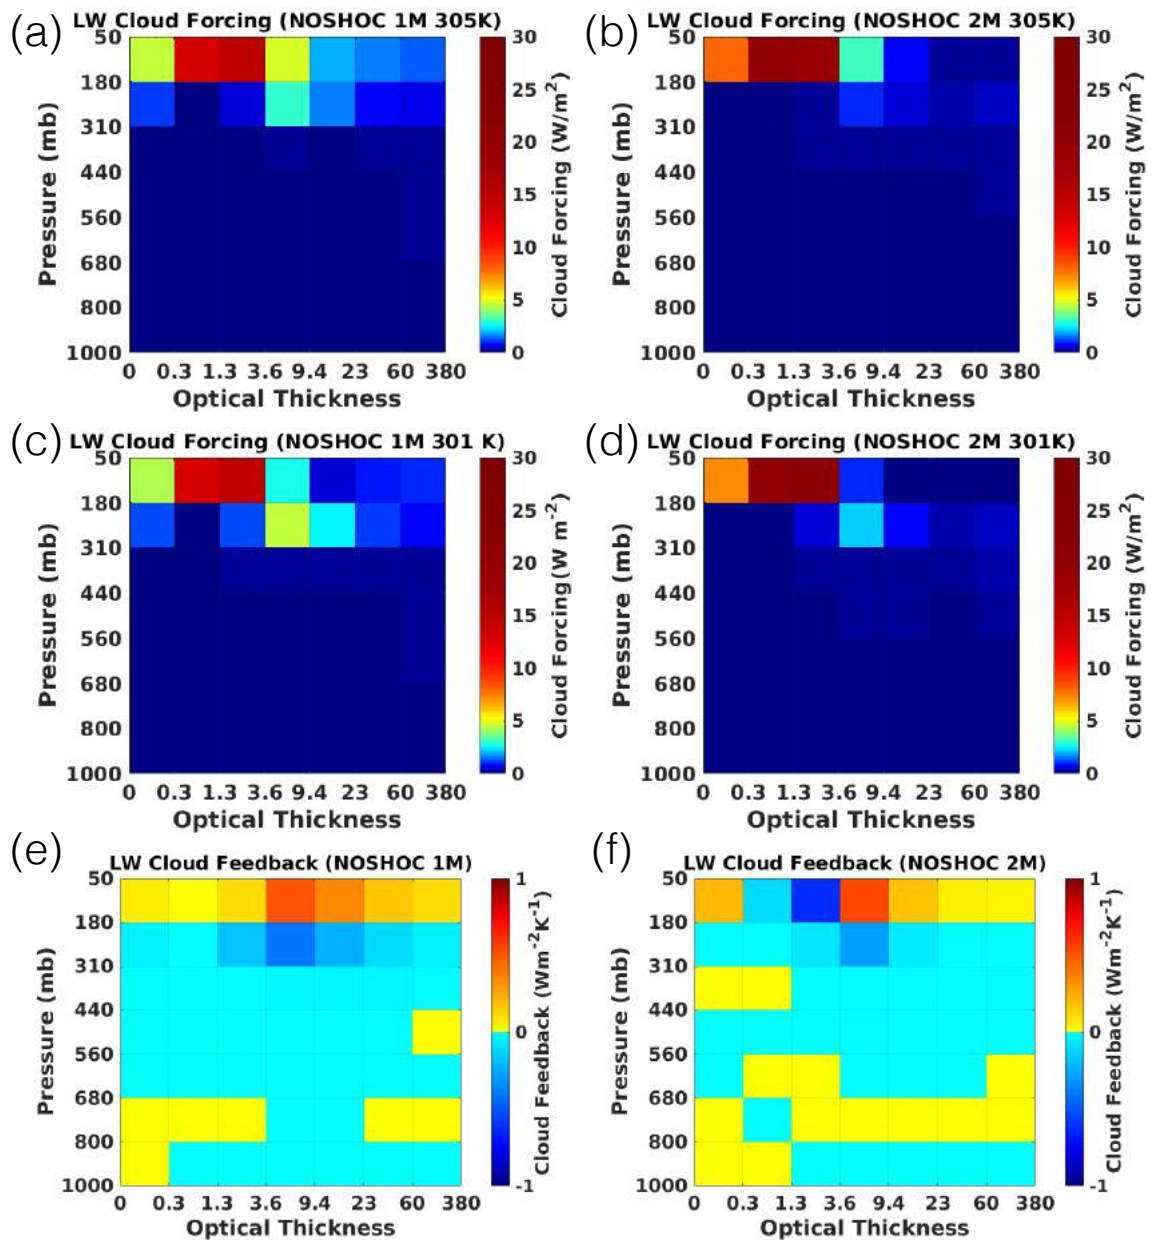 (a) LW Cloud Forcing (NOSHOC 1M 305K)
50
180
310
440
560
680
800
1000
Pressure (mb)
0 0.3 1.3 3.6 9.4 23 60 380
Optical Thickness
30
25
20
15
10
5
0
Cloud Forcing (W/m²)
(b) LW Cloud Forcing (NOSHOC 2M 305K)
50
180
310
440
560
680
800
1000
Pressure (mb)
0 0.3 1.3 3.6 9.4 23 60 380
Optical Thickness
30
25
20
15
10
5
0
Cloud Forcing (W/m²)
(c) LW Cloud Forcing (NOSHOC 1M 301 K)
50
180
310
440
560
680
800
1000
Pressure (mb)
0 0.3 1.3 3.6 9.4 23 60 380
Optical Thickness
30
25
20
15
10
5
0
Cloud Forcing(W m⁻²)
(d) LW Cloud Forcing (NOSHOC 2M 301K)
50
180
310
440
560
680
800
1000
Pressure (mb)
0 0.3 1.3 3.6 9.4 23 60 380
Optical Thickness
30
25
20
15
10
5
0
Cloud Forcing (W/m²)
(e) LW Cloud Feedback (NOSHOC 1M)
50
180
310
440
560
680
800
1000
Pressure (mb)
0 0.3 1.3 3.6 9.4 23 60 380
Optical Thickness
1
0
-1
Cloud Feedback (Wm⁻²K⁻¹)
(f) LW Cloud Feedback (NOSHOC 2M)
50
180
310
440
560
680
800
1000
Pressure (mb)
0 0.3 1.3 3.6 9.4 23 60 380
Optical Thickness
1
0
-1
Cloud Feedback (Wm⁻²K⁻¹)